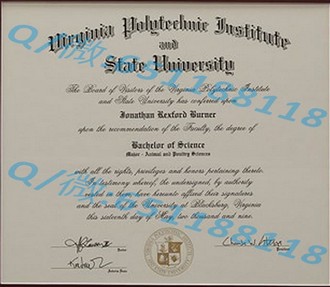 Virginia Polytechnic Institute
and
State University
The Board of Visitors of the Virginia Polytechnic Institute
and State University has conferred upon
Jonathan Rexford Burner
upon the recommendation of the Faculty, the degree of
Bachelor of Science
Major - Animal and Poultry Sciences
with all the rights, privileges and honors pertaining thereto.
In testimony whereof, the undersigned, by authority
vested in them have hereunto affixed their signatures
and the seal of the University at Blacksburg, Virginia
this sixteenth day of May, two thousand and nine.
Rector
President
Q/微
Q/微